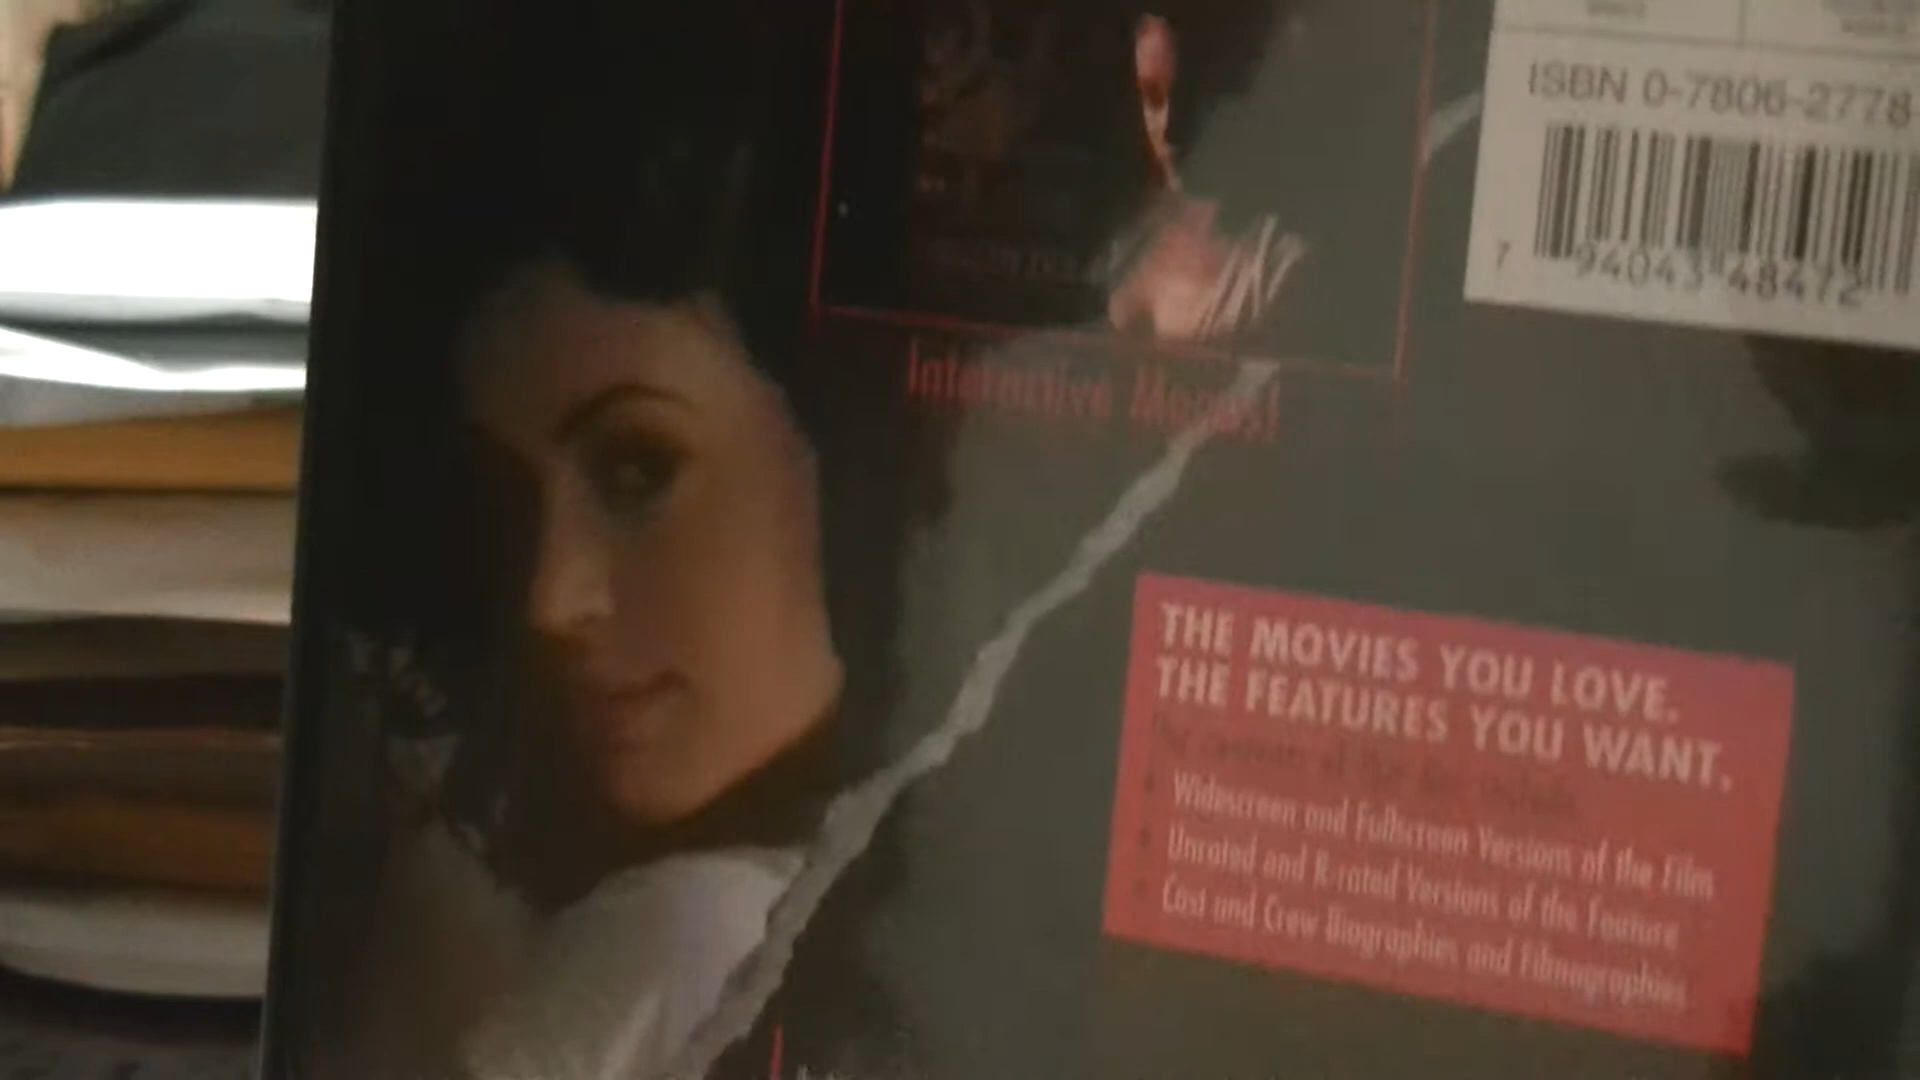 ISBN 0-7806-2778-
7 94043 48472
Interactive Menus!
THE MOVIES YOU LOVE.
THE FEATURES YOU WANT.
Widescreen and Fullscreen Versions of the Film
Unrated and R-rated Versions of the Feature
Cast and Crew Biographies and Filmographies